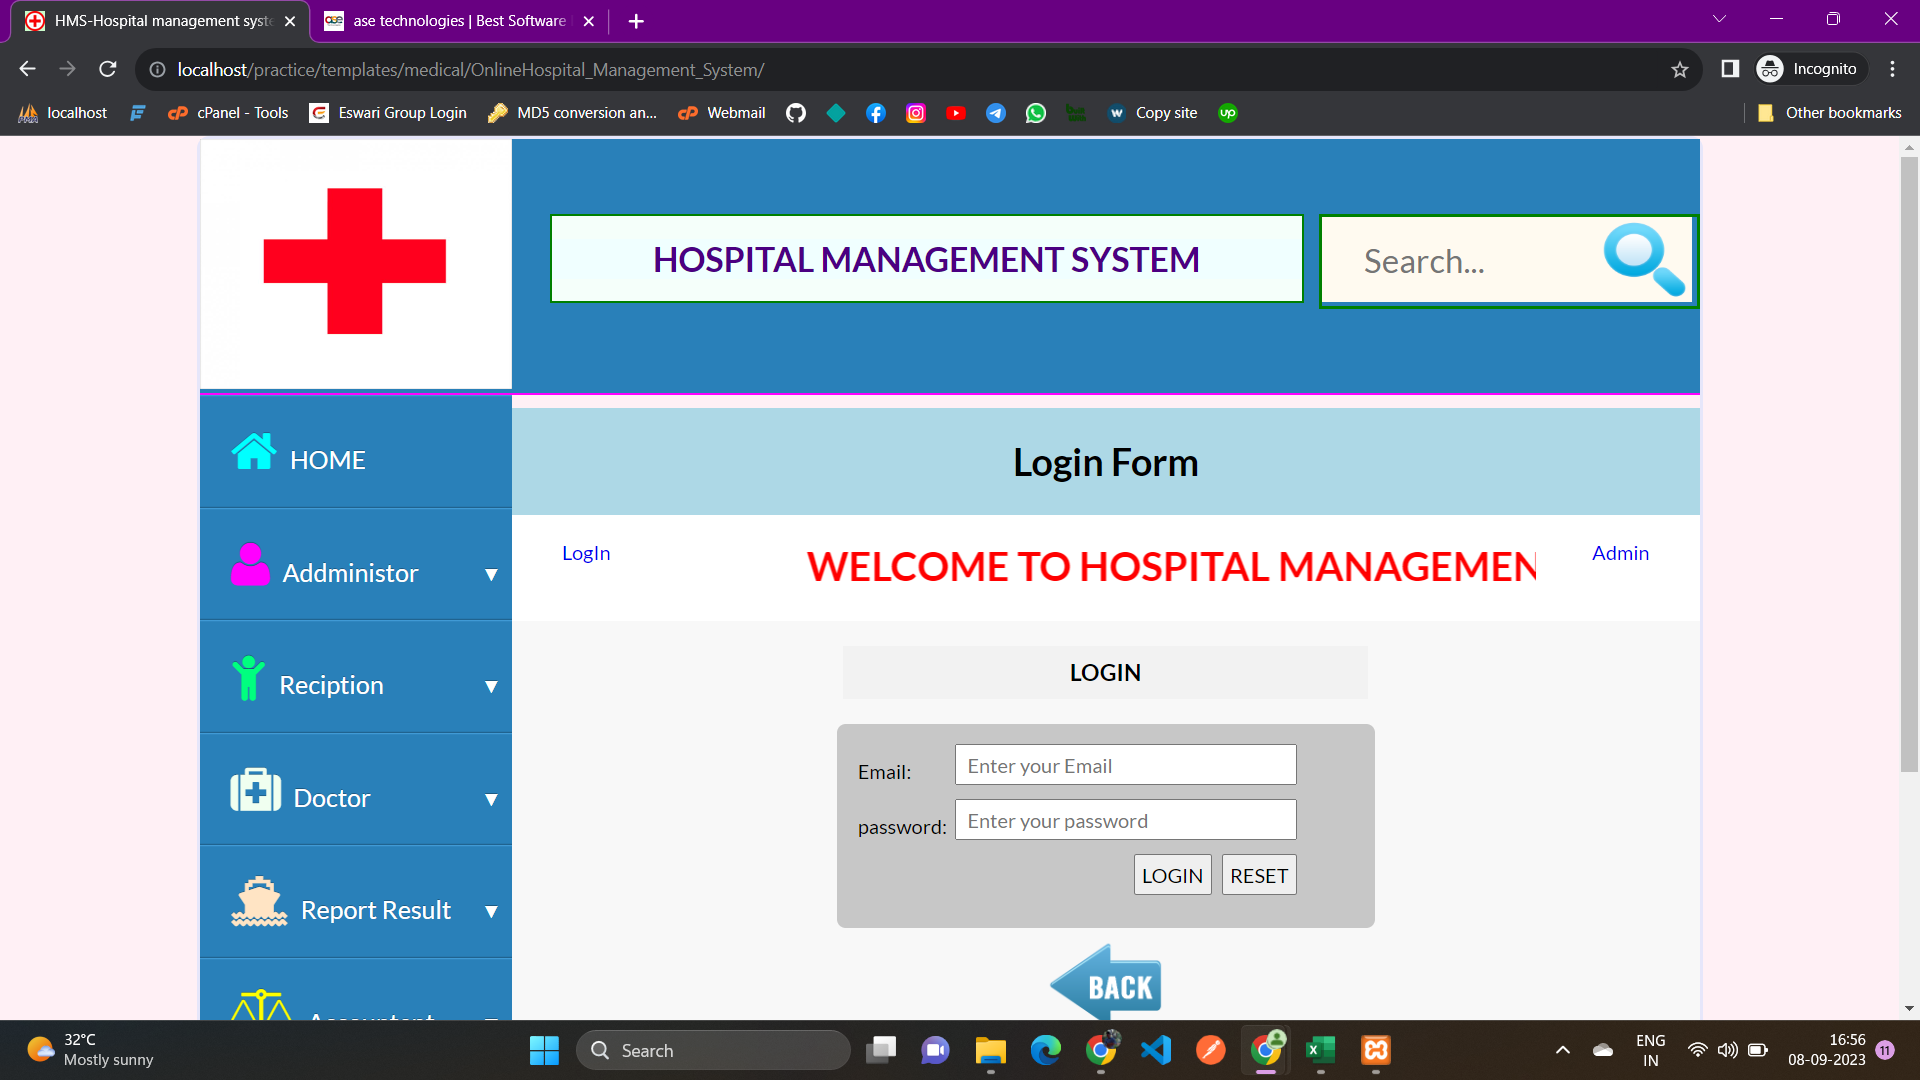 HMS-Hospital management syste
ase technologies | Best Software
localhost/practice/templates/medical/OnlineHospital_Management_System/
Incognito
localhost
cPanel - Tools
Eswari Group Login
MD5 conversion an...
Webmail
Copy site
Other bookmarks
HOSPITAL MANAGEMENT SYSTEM
Search...
HOME
Login Form
LogIn
WELCOME TO HOSPITAL MANAGEMEN
Admin
Addministor
Reciption
Doctor
Report Result
Accountant
LOGIN
Email:
Enter your Email
password:
Enter your password
LOGIN
RESET
BACK
32°C
Mostly sunny
Search
ENG
IN
16:56
08-09-2023
11